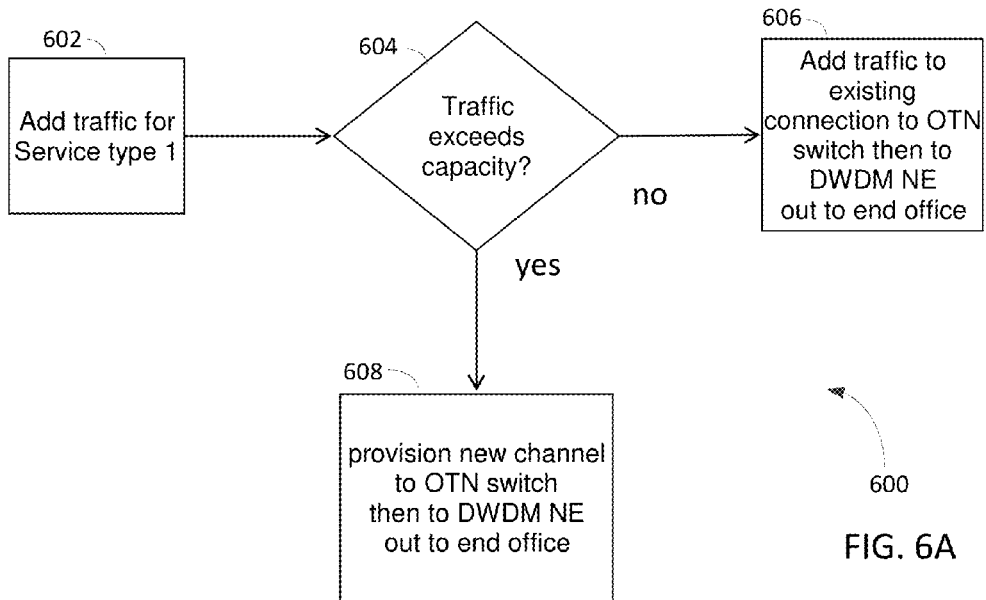 602
Add traffic for
Service type 1
604
Traffic
exceeds
capacity?
no
yes
606
Add traffic to
existing
connection to OTN
switch then to
DWDM NE
out to end office
608
provision new channel
to OTN switch
then to DWDM NE
out to end office
600
FIG. 6A